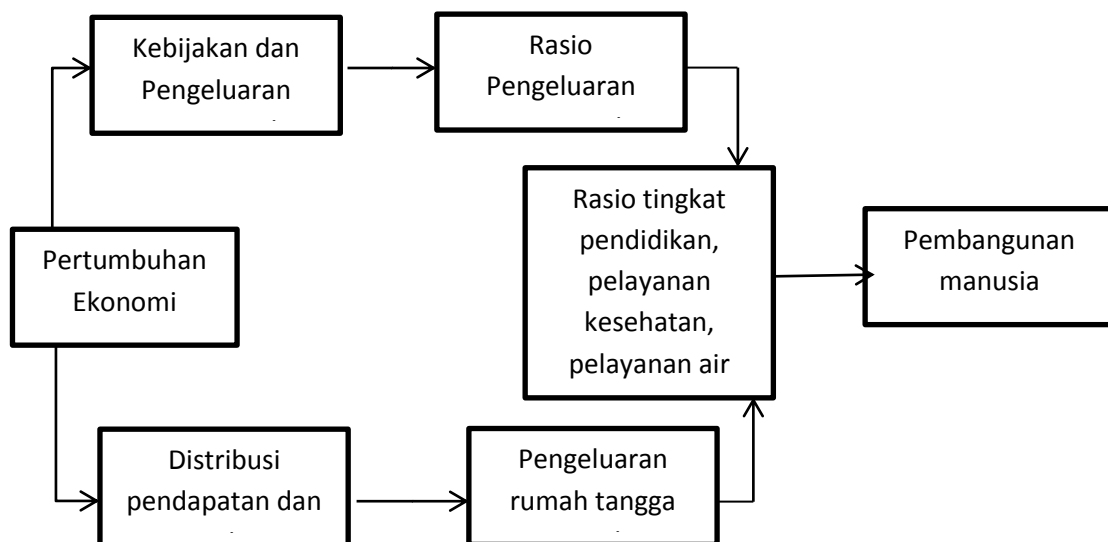 Kebijakan dan
Pengeluaran
Rasio
Pengeluaran
Pertumbuhan
Ekonomi
Rasio tingkat
pendidikan,
pelayanan
kesehatan,
pelayanan air
Pembangunan
manusia
Distribusi
pendapatan dan
Pengeluaran
rumah tangga